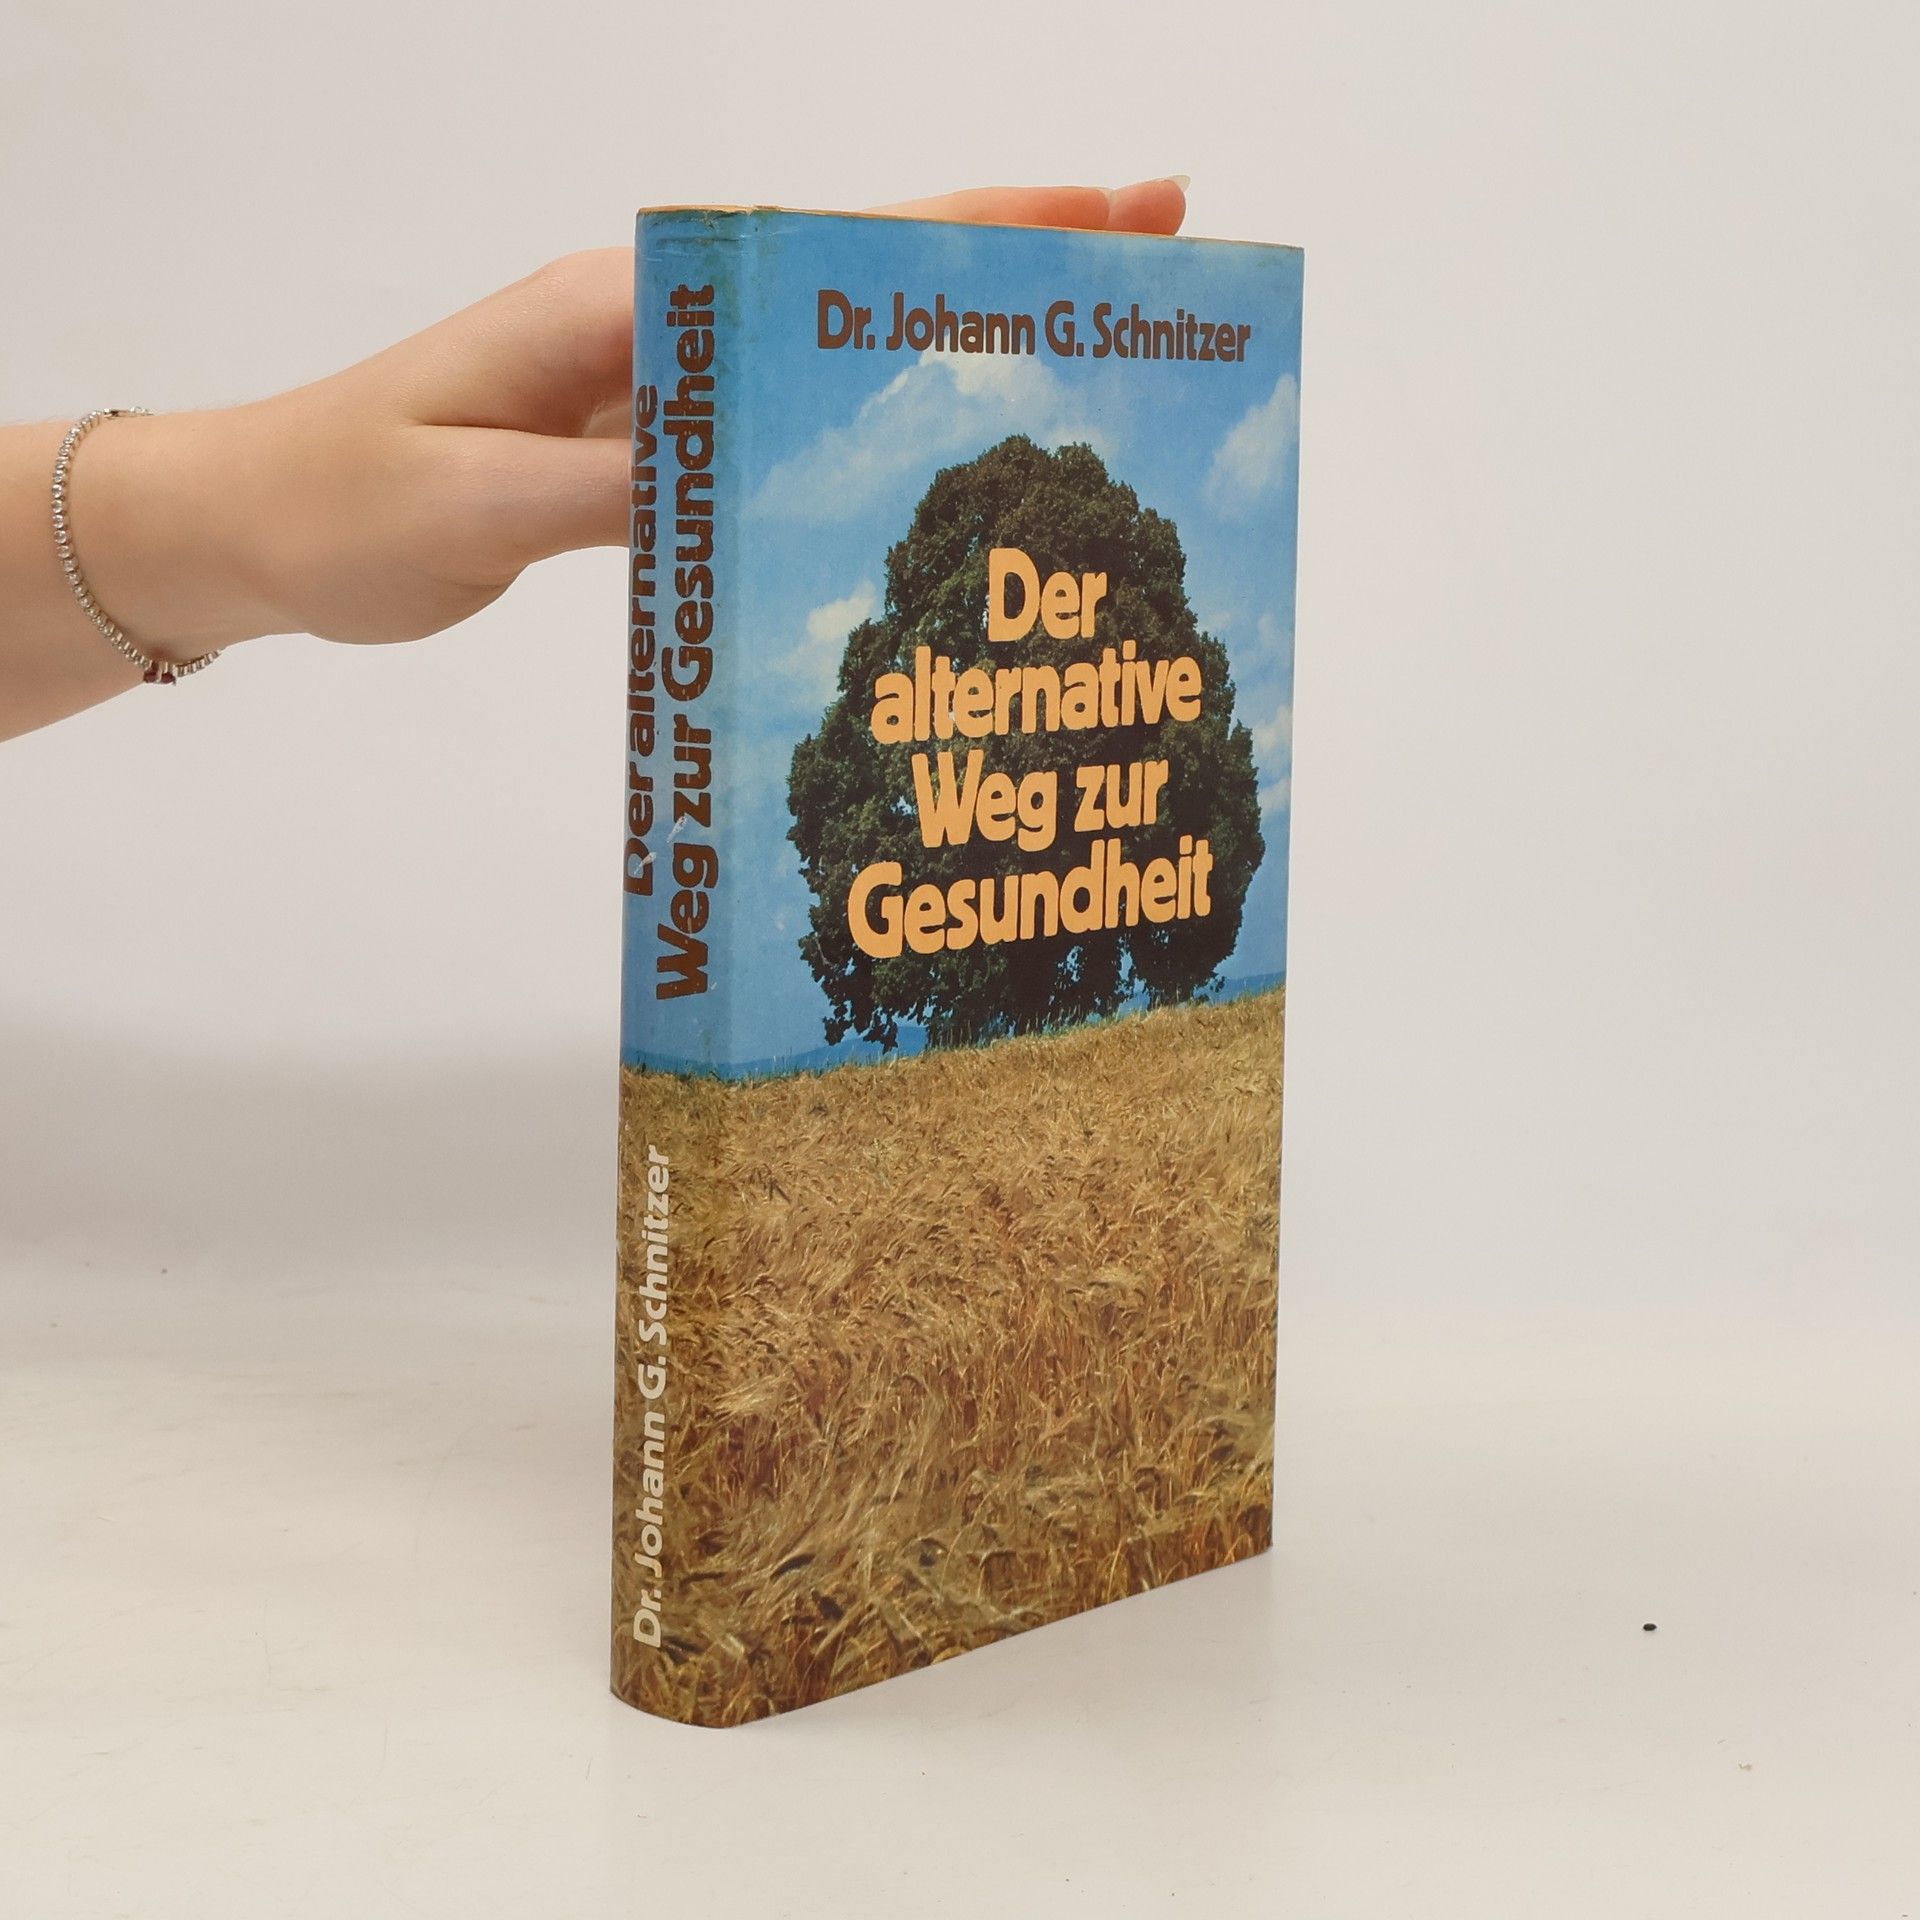 Dr. Johann G. Schnitzer
Der
alternative
Weg zur
Gesundheit
Der alternative
Weg zur Gesundheit
Dr. Johann G. Schnitzer